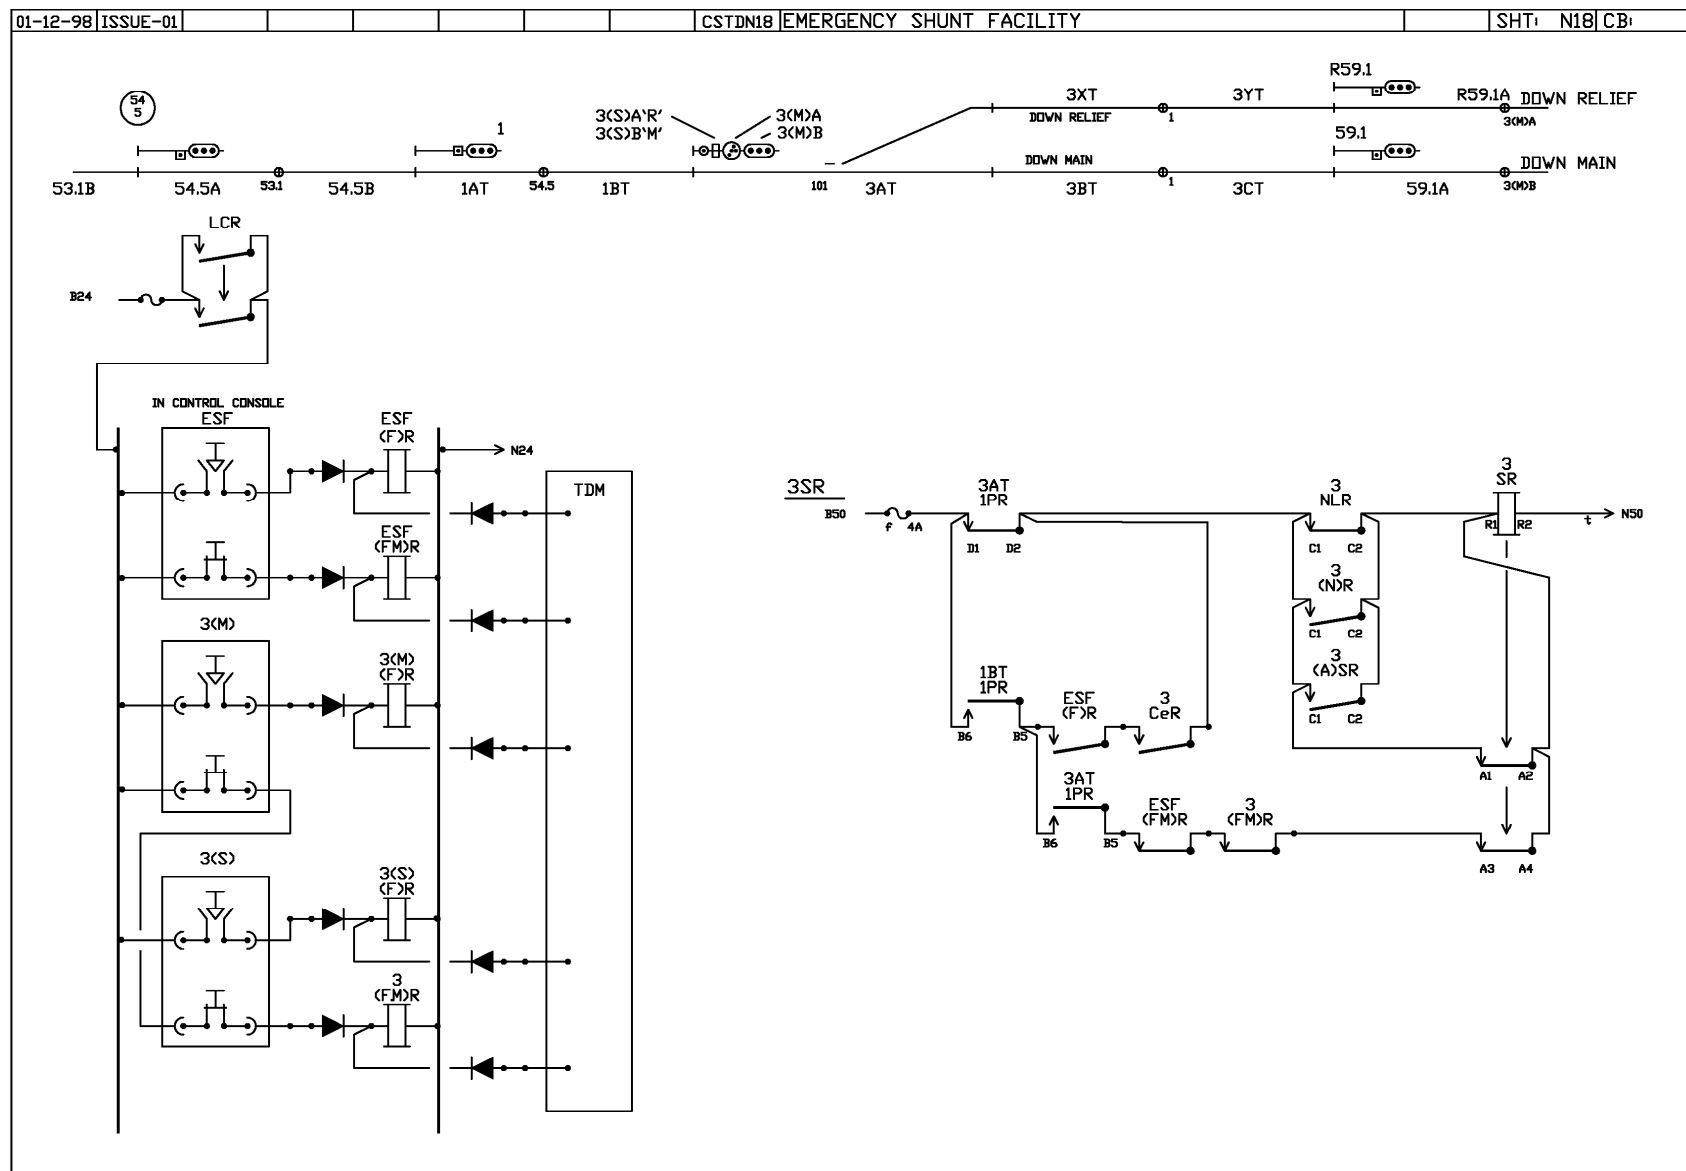 01-12-98 ISSUE-01 CSTDN18 EMERGENCY SHUNT FACILITY SHT: N18 CB:
54
5
1
3(S)A'R'
3(S)B'M'
3(M)A
3(M)B
3XT
DOWN RELIEF
1
3YT
R59.1
R59.1A
DOWN RELIEF
3(M)A
53.1B
54.5A
53.1
54.5B
1AT
54.5
1BT
101
3AT
DOWN MAIN
3BT
1
3CT
59.1
59.1A
DOWN MAIN
3(M)B
LCR
B24
IN CONTROL CONSOLE
ESF
ESF
(F)R
N24
TDM
ESF
(FM)R
3(M)
3(M)
(F)R
3(S)
3(S)
(F)R
3
(FM)R
3SR
B50
f 4A
3AT
1PR
D1 D2
3
NLR
C1 C2
3
SR
R1 R2
t
N50
3
(N)R
C1 C2
3
(A)SR
C1 C2
1BT
1PR
B6 B5
ESF
(F)R
3
CeR
A1 A2
3AT
1PR
B6 B5
ESF
(FM)R
3
(FM)R
A3 A4